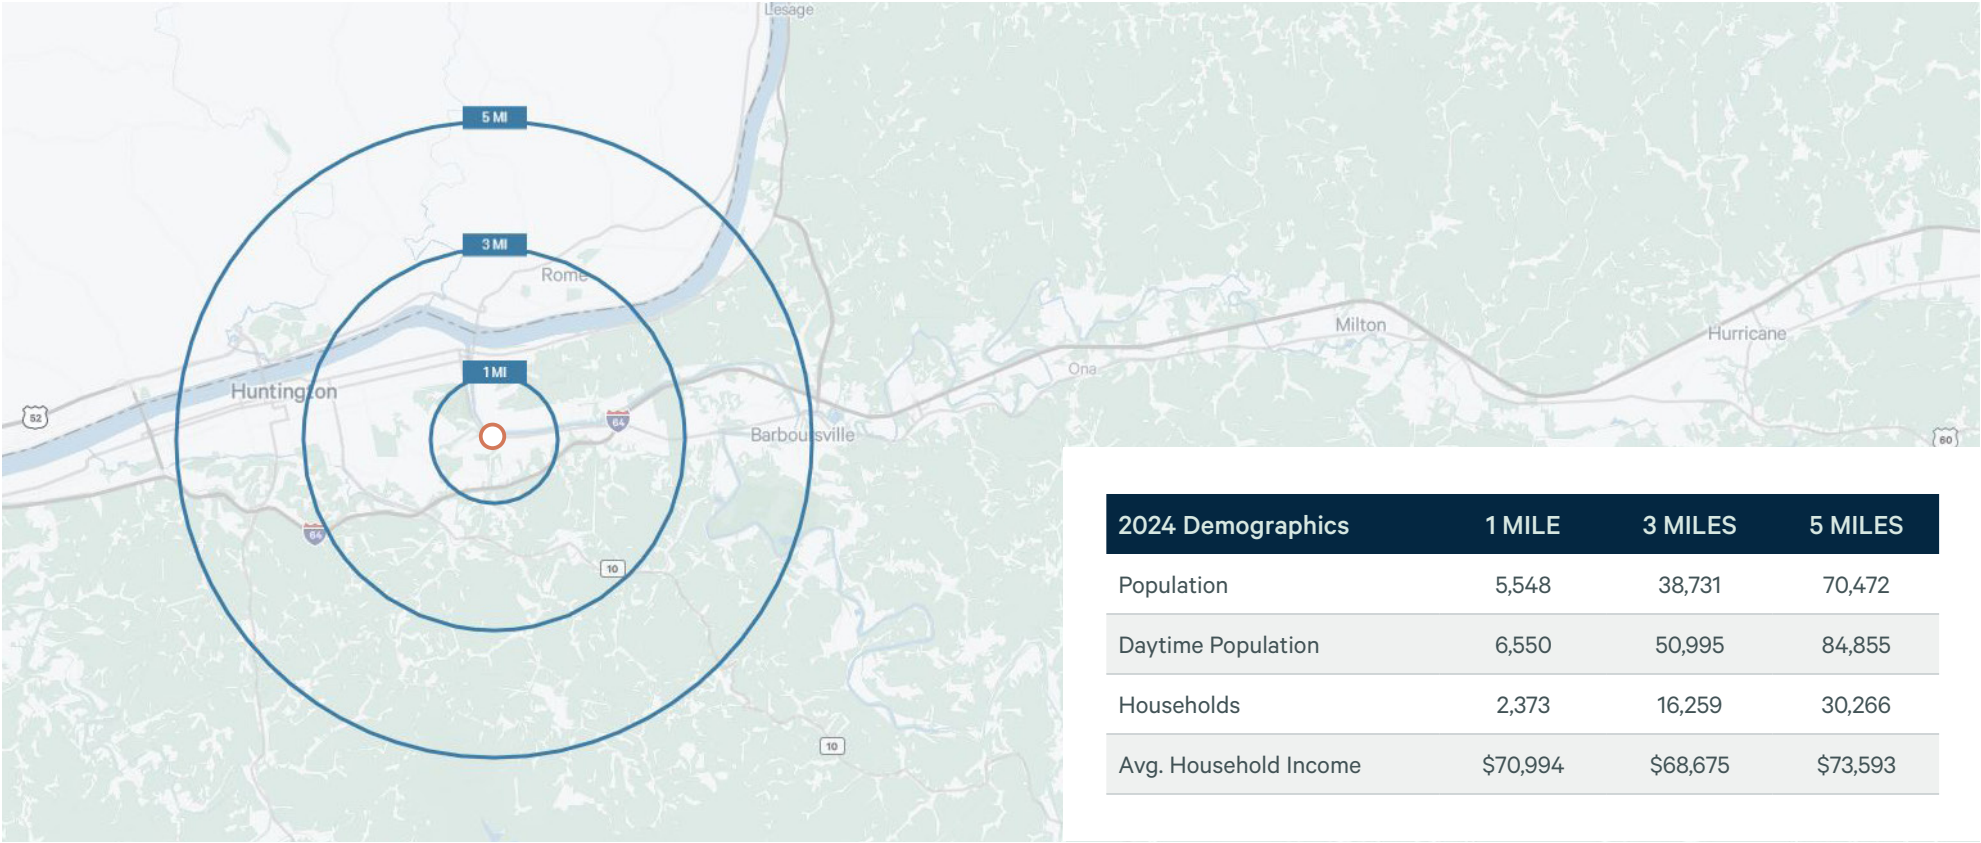 Lesage
5 MI
3 MI
Rome
Milton
Hurricane
1 MI
Ona
Huntington
52
64
Barboursville
60
64
10
10
2024 Demographics 1 MILE 3 MILES 5 MILES
Population 5,548 38,731 70,472
Daytime Population 6,550 50,995 84,855
Households 2,373 16,259 30,266
Avg. Household Income $70,994 $68,675 $73,593